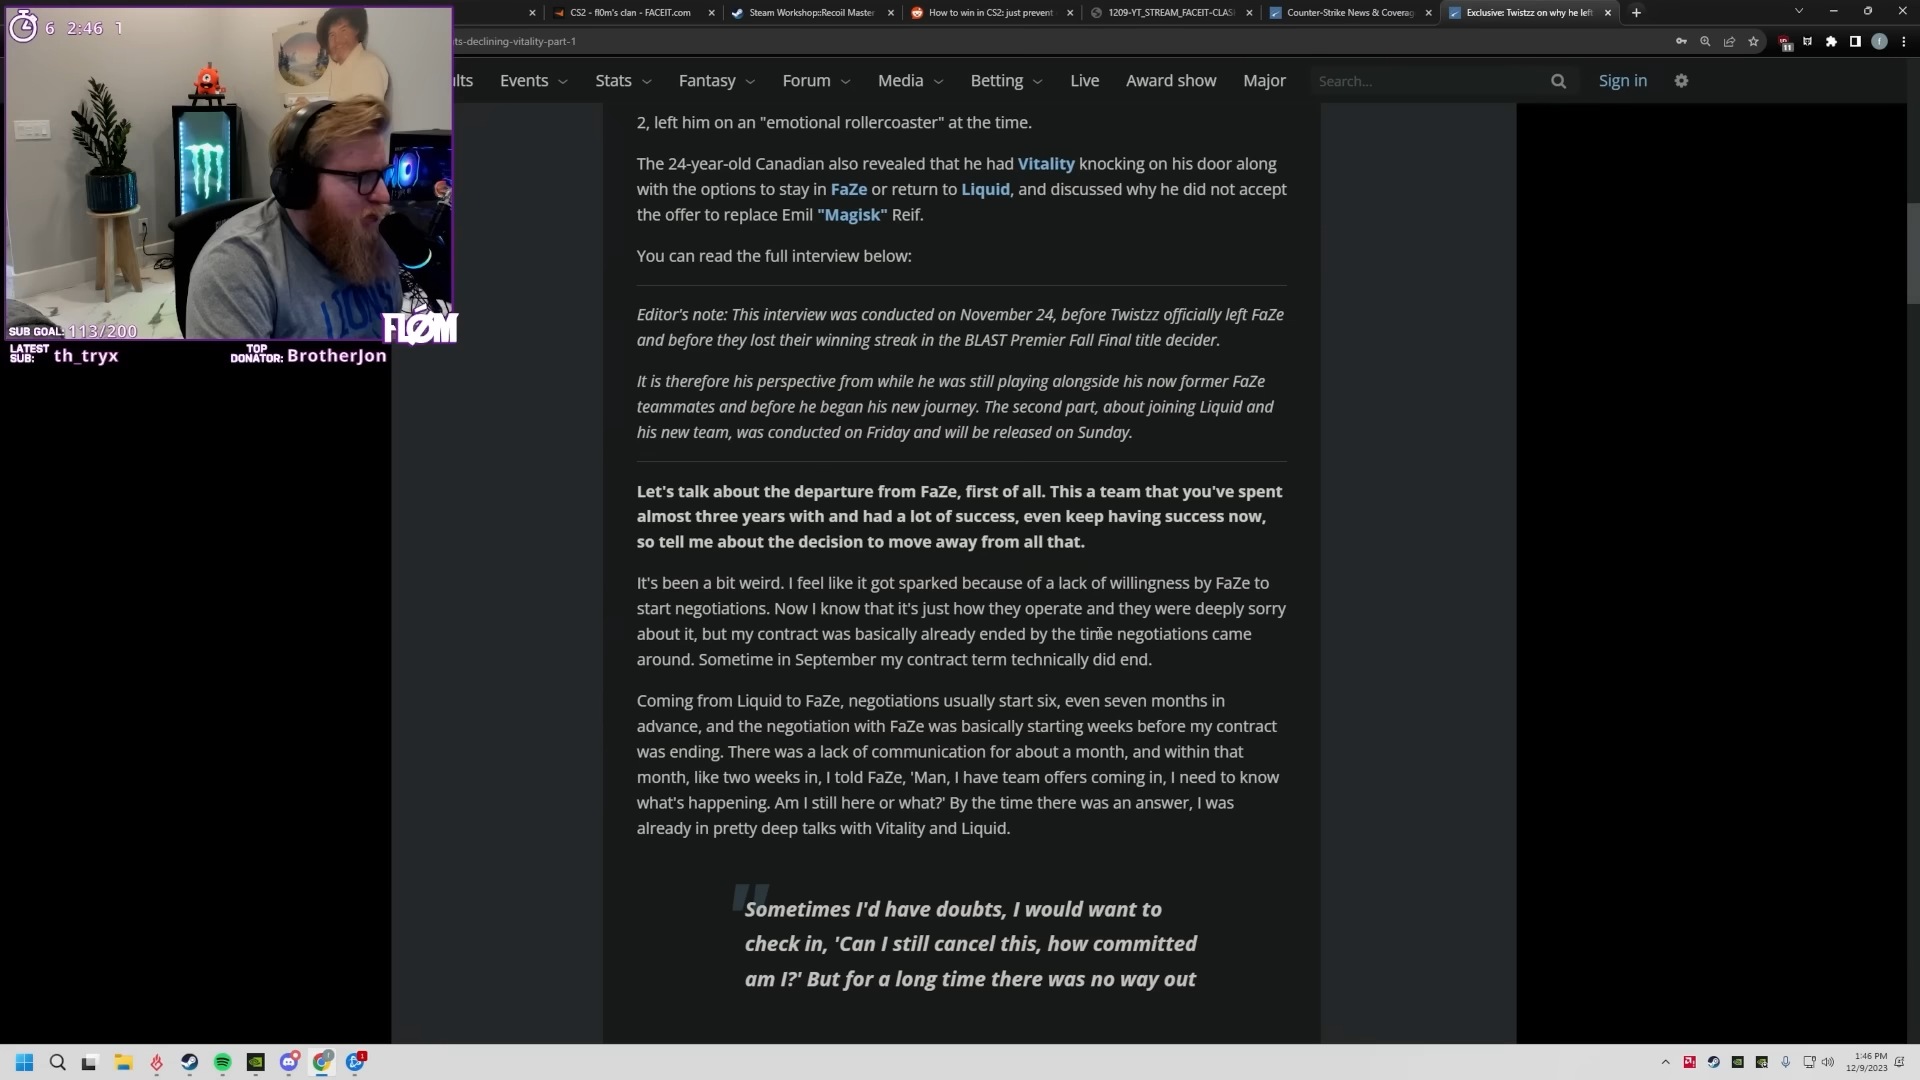 6 2:46 1
CS2 - fl0m's clan - FACEIT.com
Steam Workshop::Recoil Master
How to win in CS2: just prevent
1209-YT_STREAM_FACEIT-CLAS
Counter-Strike News & Coverag
Exclusive: Twistzz on why he left
ts-declining-vitality-part-1
11
ults
Events
Stats
Fantasy
Forum
Media
Betting
Live
Award show
Major
Search...
Sign in
2, left him on an "emotional rollercoaster" at the time.
The 24-year-old Canadian also revealed that he had Vitality knocking on his door along
with the options to stay in FaZe or return to Liquid, and discussed why he did not accept
the offer to replace Emil "Magisk" Reif.
You can read the full interview below:
Editor's note: This interview was conducted on November 24, before Twistzz officially left FaZe
and before they lost their winning streak in the BLAST Premier Fall Final title decider.
It is therefore his perspective from while he was still playing alongside his now former FaZe
teammates and before he began his new journey. The second part, about joining Liquid and
his new team, was conducted on Friday and will be released on Sunday.
Let's talk about the departure from FaZe, first of all. This a team that you've spent
almost three years with and had a lot of success, even keep having success now,
so tell me about the decision to move away from all that.
It's been a bit weird. I feel like it got sparked because of a lack of willingness by FaZe to
start negotiations. Now I know that it's just how they operate and they were deeply sorry
about it, but my contract was basically already ended by the time negotiations came
around. Sometime in September my contract term technically did end.
Coming from Liquid to FaZe, negotiations usually start six, even seven months in
advance, and the negotiation with FaZe was basically starting weeks before my contract
was ending. There was a lack of communication for about a month, and within that
month, like two weeks in, I told FaZe, 'Man, I have team offers coming in, I need to know
what's happening. Am I still here or what?' By the time there was an answer, I was
already in pretty deep talks with Vitality and Liquid.
Sometimes I'd have doubts, I would want to
check in, 'Can I still cancel this, how committed
am I?' But for a long time there was no way out
LIONS
SUB GOAL: 113/200
FLØM
LATEST SUB: th_tryx
TOP DONATOR: BrotherJon
1:46 PM
12/9/2023